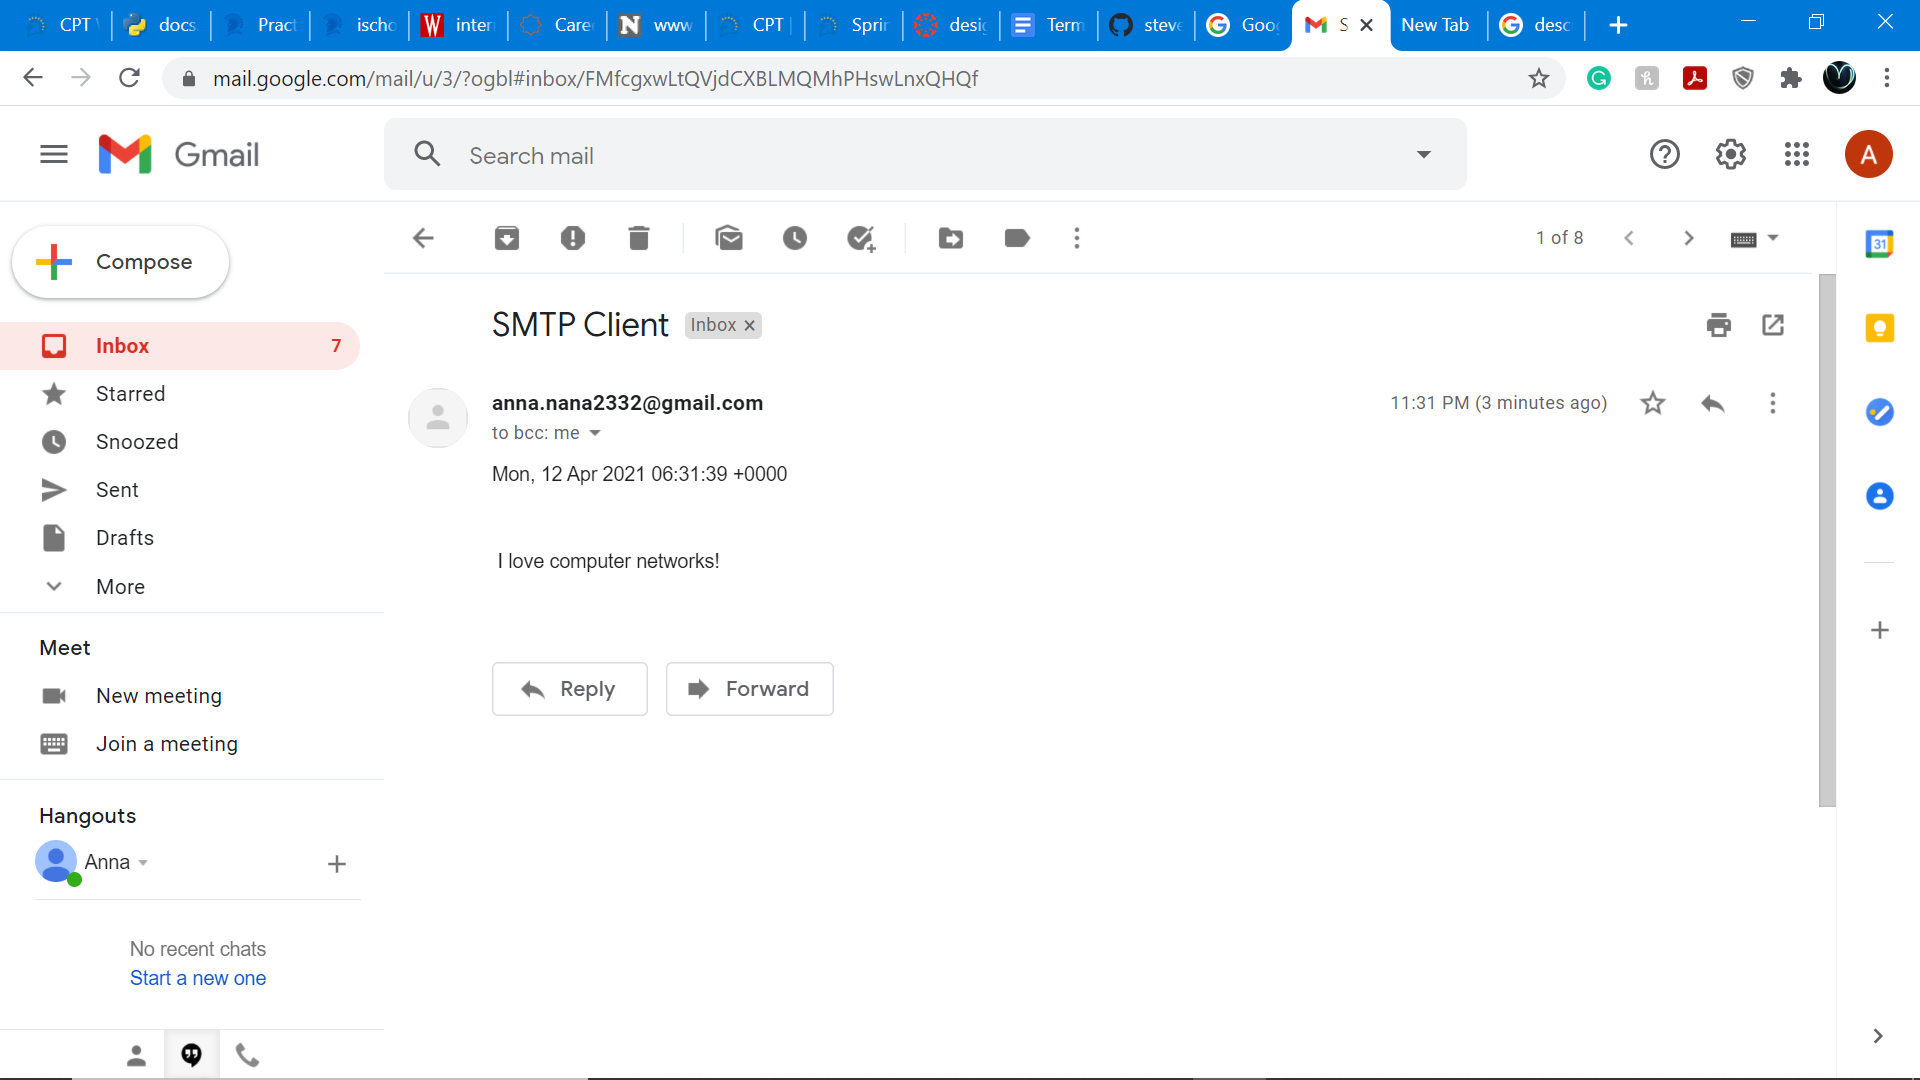 CPT
docs.
Pract
ischo
W
inter
Care
N
www
CPT
Sprir
desig
Term
steve
Goo
S
New Tab
desc
mail.google.com/mail/u/3/?ogbl#inbox/FMfcgxwLtQVjdCXBLMQMhPHswLnxQHQf
Gmail
Search mail
A
Compose
1 of 8
31
SMTP Client
Inbox
Inbox 7
anna.nana2332@gmail.com
11:31 PM (3 minutes ago)
to bcc: me
Starred
Snoozed
Mon, 12 Apr 2021 06:31:39 +0000
Sent
Drafts
I love computer networks!
More
Meet
New meeting
Reply
Forward
Join a meeting
Hangouts
Anna
No recent chats
Start a new one